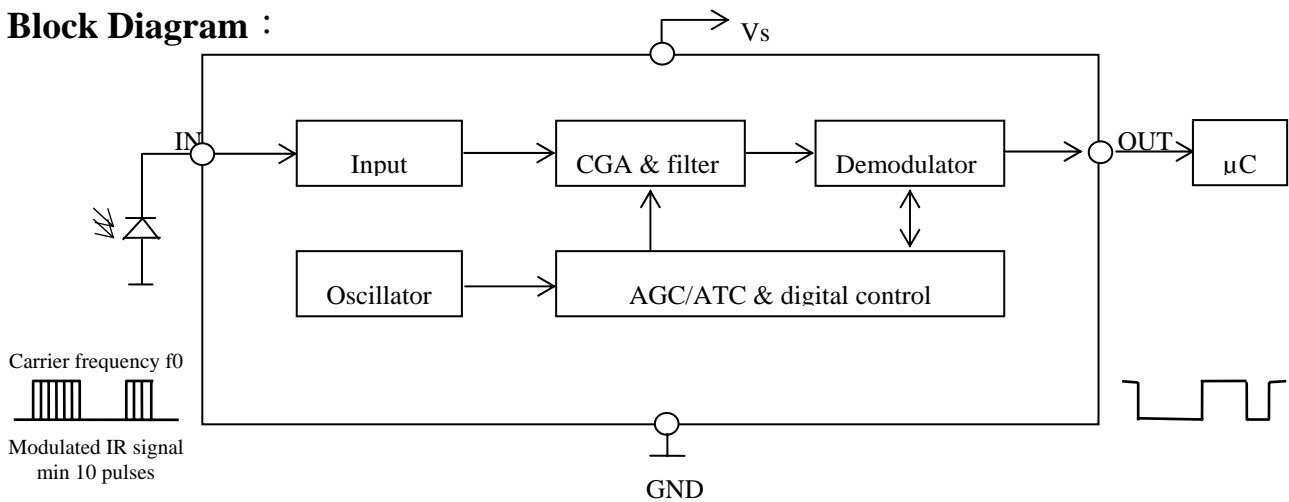 Block Diagram：
Vs
IN
Input
CGA & filter
Demodulator
OUT
µC
Oscillator
AGC/ATC & digital control
Carrier frequency f0
Modulated IR signal
min 10 pulses
GND